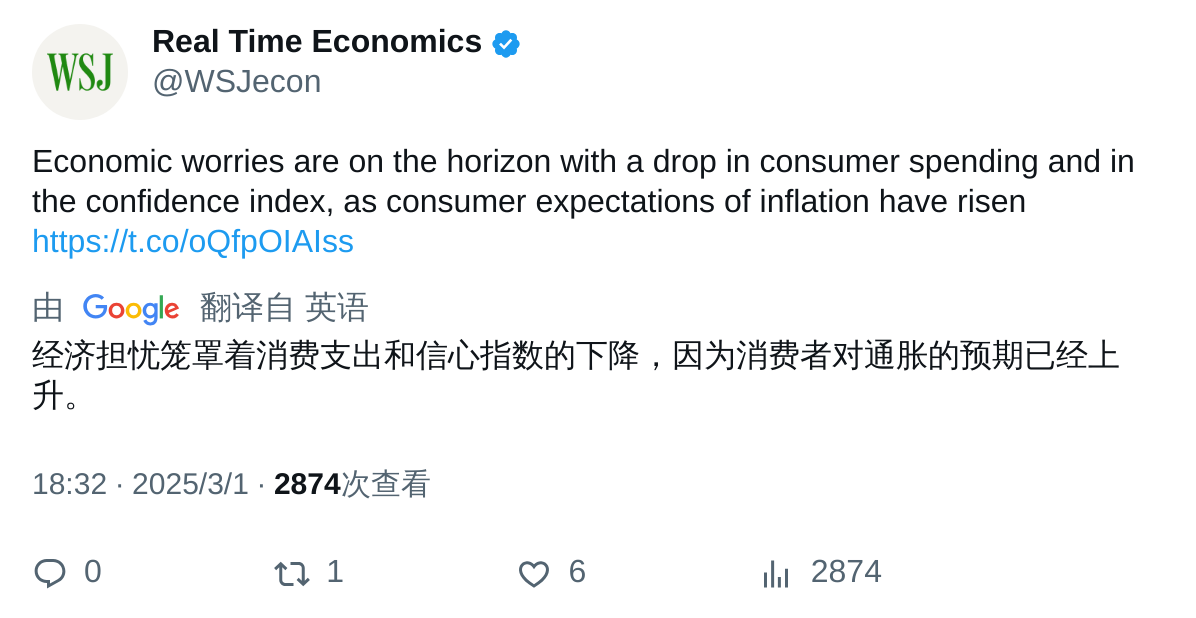 WSJ
Real Time Economics
@WSJecon
Economic worries are on the horizon with a drop in consumer spending and in
the confidence index, as consumer expectations of inflation have risen
https://t.co/oQfpOIAIss
由 Google 翻译自 英语
经济担忧笼罩着消费支出和信心指数的下降，因为消费者对通胀的预期已经上
升。
18:32 · 2025/3/1 · 2874次查看
0 1 6 2874